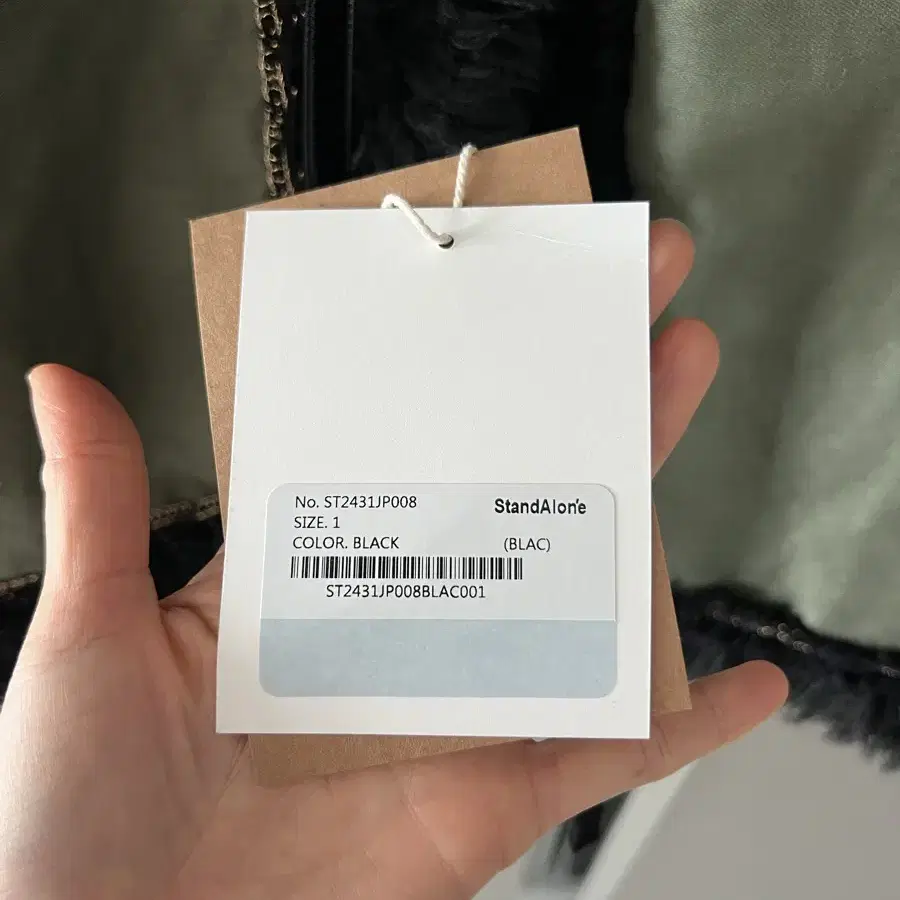 No. ST2431JP008 StandAlon'e
SIZE. 1
COLOR. BLACK (BLAC)
ST2431JP008BLAC001